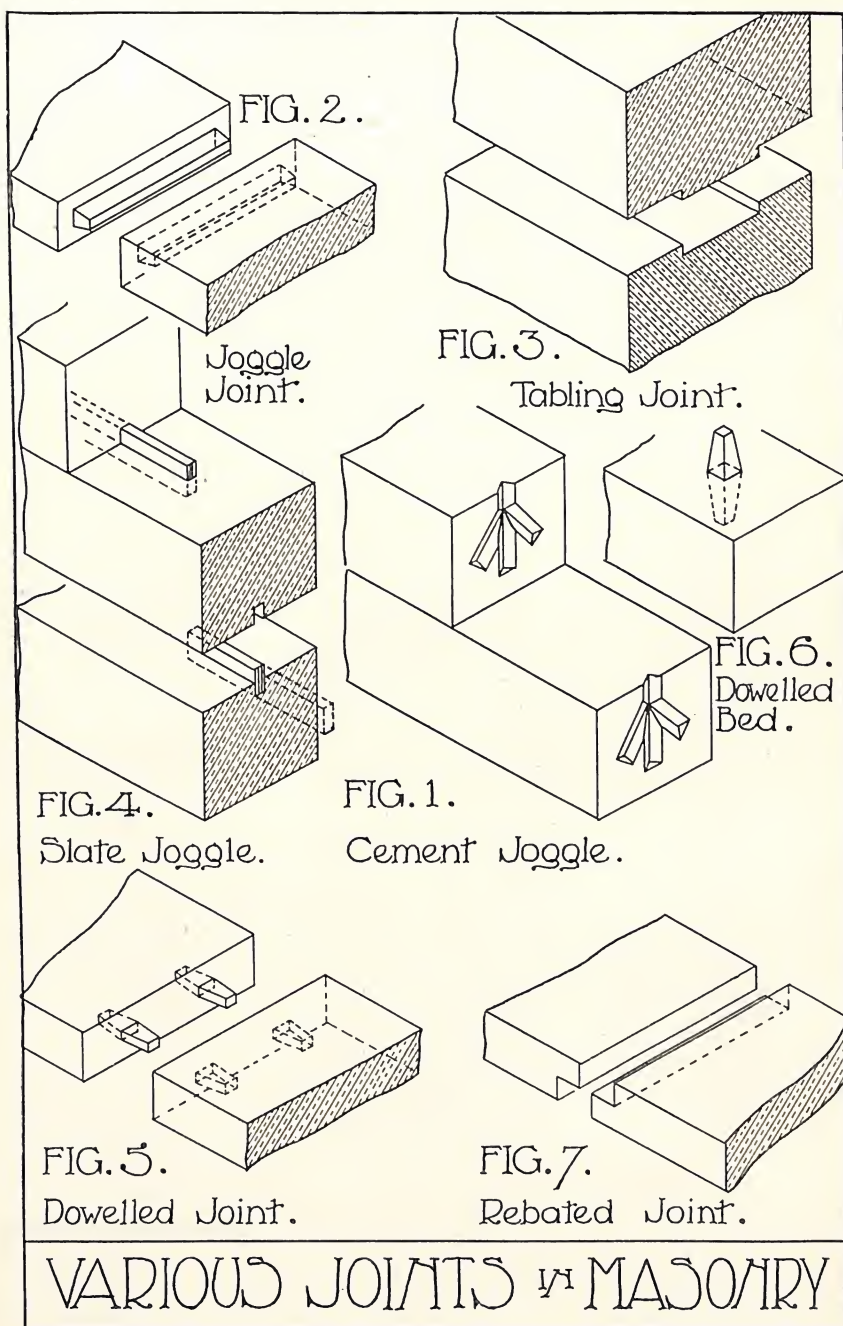 FIG. 2.
Joggle
Joint.
FIG. 3.
Tabling Joint.
FIG. 4.
Slate Joggle.
FIG. 1.
Cement Joggle.
FIG. 6.
Dowelled
Bed.
FIG. 5.
Dowelled Joint.
FIG. 7.
Rebated Joint.
VARIOUS JOINTS IN MASONRY